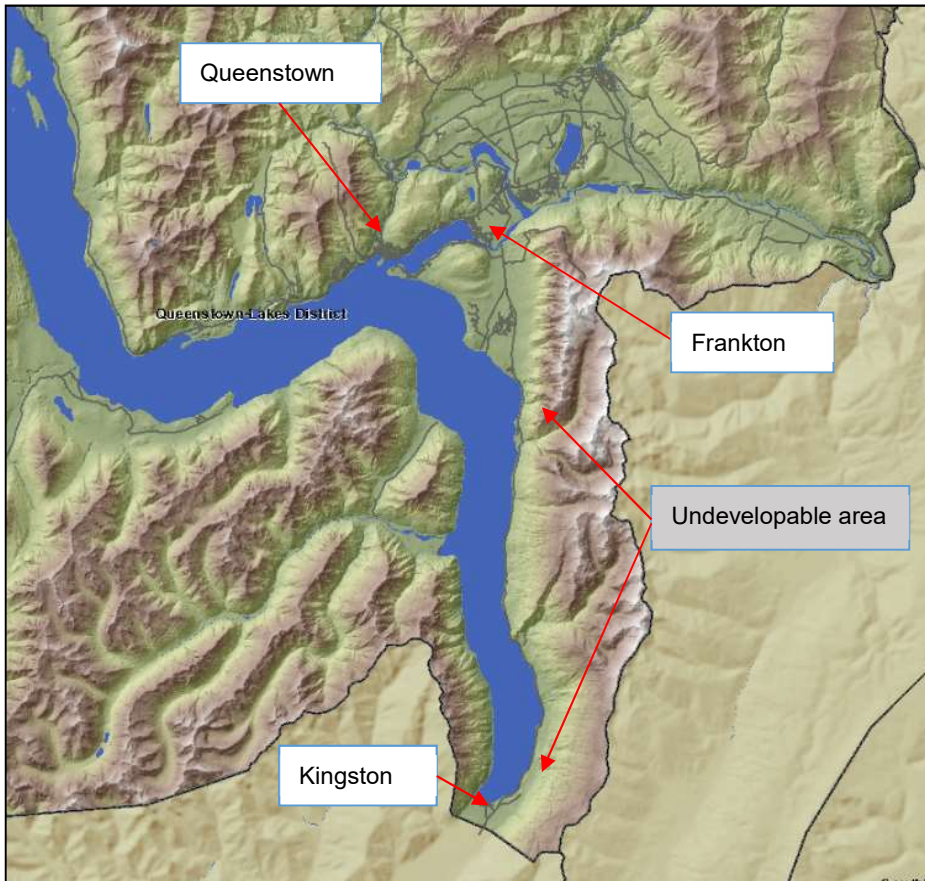 Queenstown
Queenstown-Lakes District
Frankton
Undevelopable area
Kingston